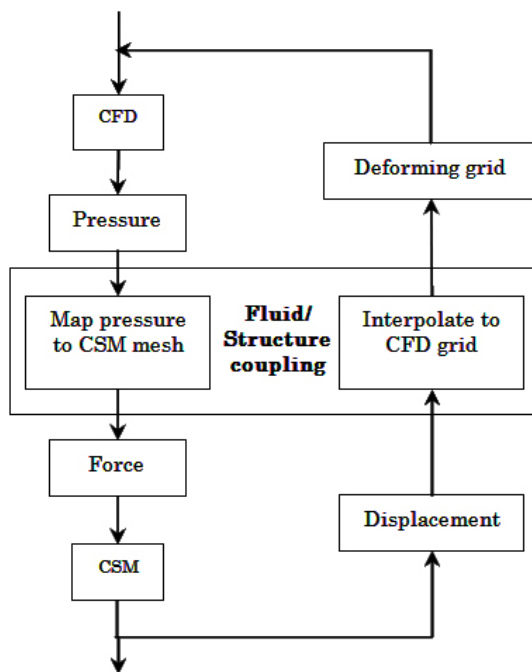 CFD
Deforming grid
Pressure
Map pressure
to CSM mesh
Fluid/
Structure
coupling
Interpolate to
CFD grid
Force
Displacement
CSM